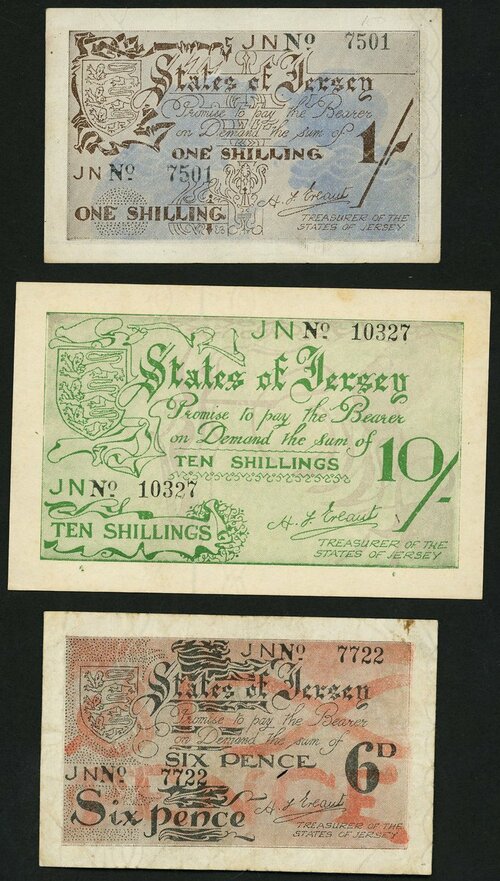 JN No 7501
States of Jersey
Promise to pay the Bearer
on Demand the sum of
ONE SHILLING 1/-
JN No 7501
ONE SHILLING
H F Ereaut
TREASURER OF THE
STATES OF JERSEY
JN No 10327
States of Jersey
Promise to pay the Bearer
on Demand the sum of
TEN SHILLINGS 10/-
JN No 10327
TEN SHILLINGS
H F Ereaut
TREASURER OF THE
STATES OF JERSEY
JN No 7722
States of Jersey
Promise to pay the Bearer
on Demand the sum of
SIX PENCE 6D
JN No 7722
Six pence
H F Ereaut
TREASURER OF THE
STATES OF JERSEY